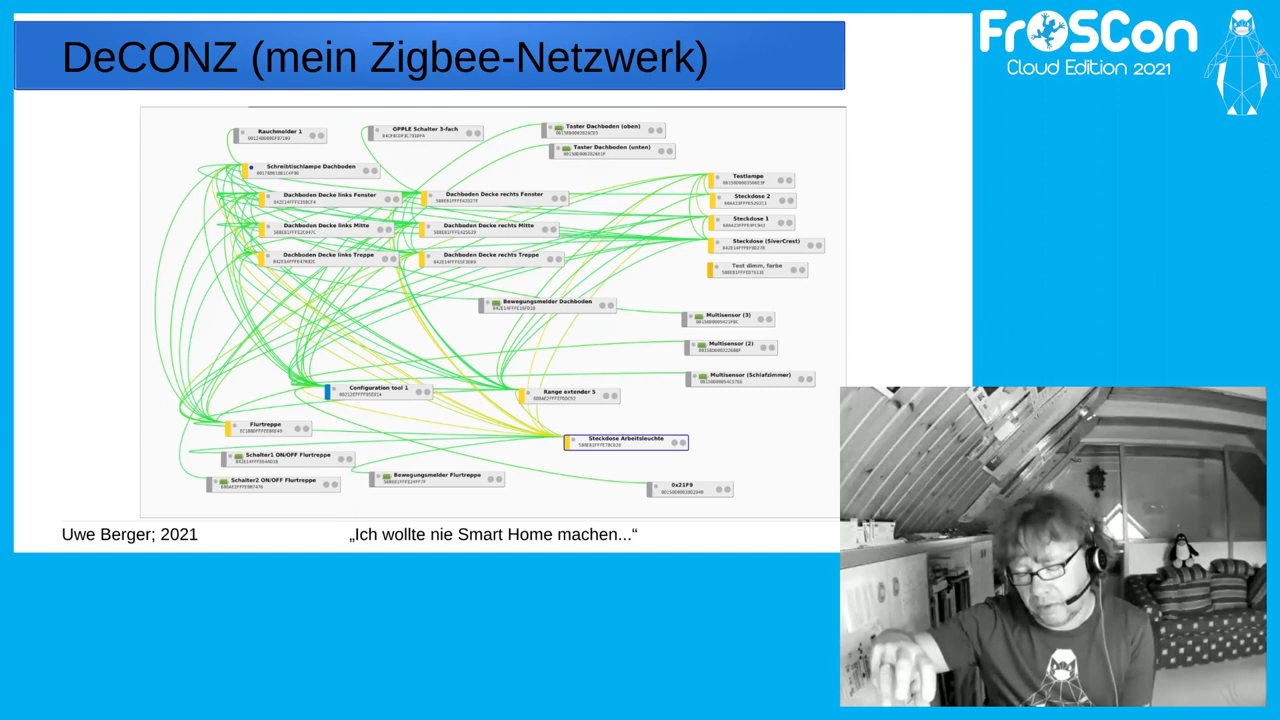 DeCONZ (mein Zigbee-Netzwerk)
FrOSCon
Cloud Edition 2021
Rauchmelder 1
OPPLE Schalter 3-fach
Taster Dachboden (oben)
Taster Dachboden (unten)
Schreibtischlampe Dachboden
Testlampe
Dachboden Decke links Fenster
Dachboden Decke rechts Fenster
Steckdose 2
Dachboden Decke links Mitte
Dachboden Decke rechts Mitte
Steckdose 1
Dachboden Decke links Treppe
Dachboden Decke rechts Treppe
Steckdose (SilverCrest)
Test dimm, farbe
Bewegungsmelder Dachboden
Multisensor (3)
Multisensor (2)
Multisensor (Schlafzimmer)
Configuration tool 1
Range extender 5
Flurtreppe
Steckdose Arbeitsleuchte
Schalter1 ON/OFF Flurtreppe
Schalter2 ON/OFF Flurtreppe
Bewegungsmelder Flurtreppe
0x21F9
Uwe Berger; 2021
„Ich wollte nie Smart Home machen...“